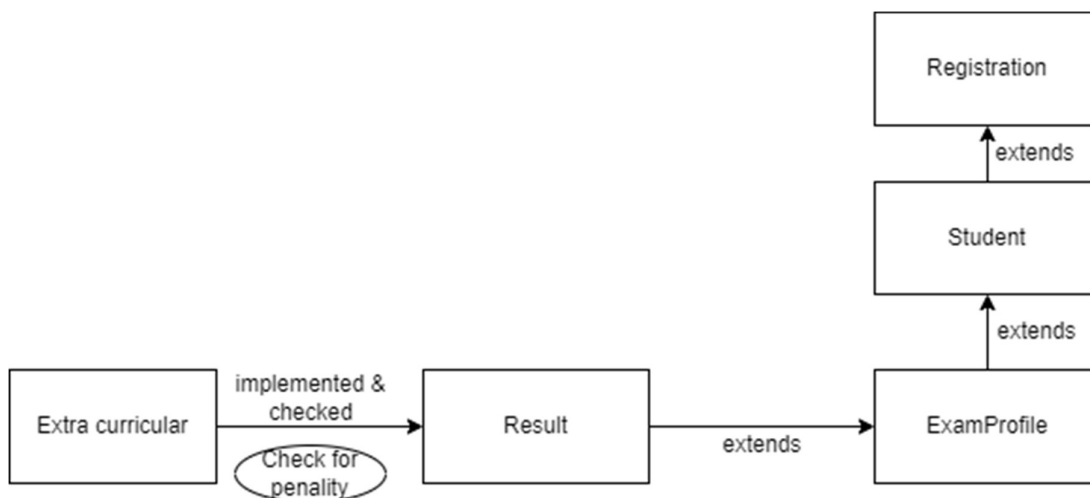 Registration
extends
Student
extends
implemented &
checked
Extra curricular
Result
extends
ExamProfile
Check for
penality